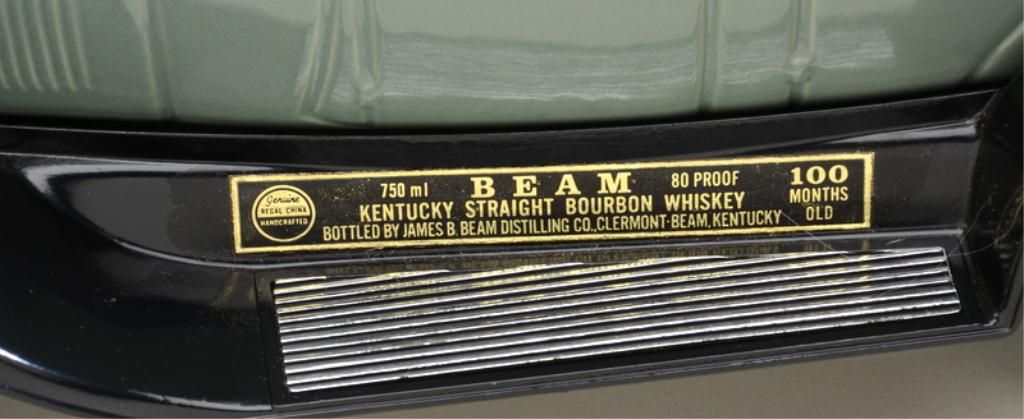 Genuine
REGAL CHINA
HANDCRAFTED
750 ml BEAM 80 PROOF
KENTUCKY STRAIGHT BOURBON WHISKEY
BOTTLED BY JAMES B. BEAM DISTILLING CO., CLERMONT-BEAM, KENTUCKY
100
MONTHS
OLD